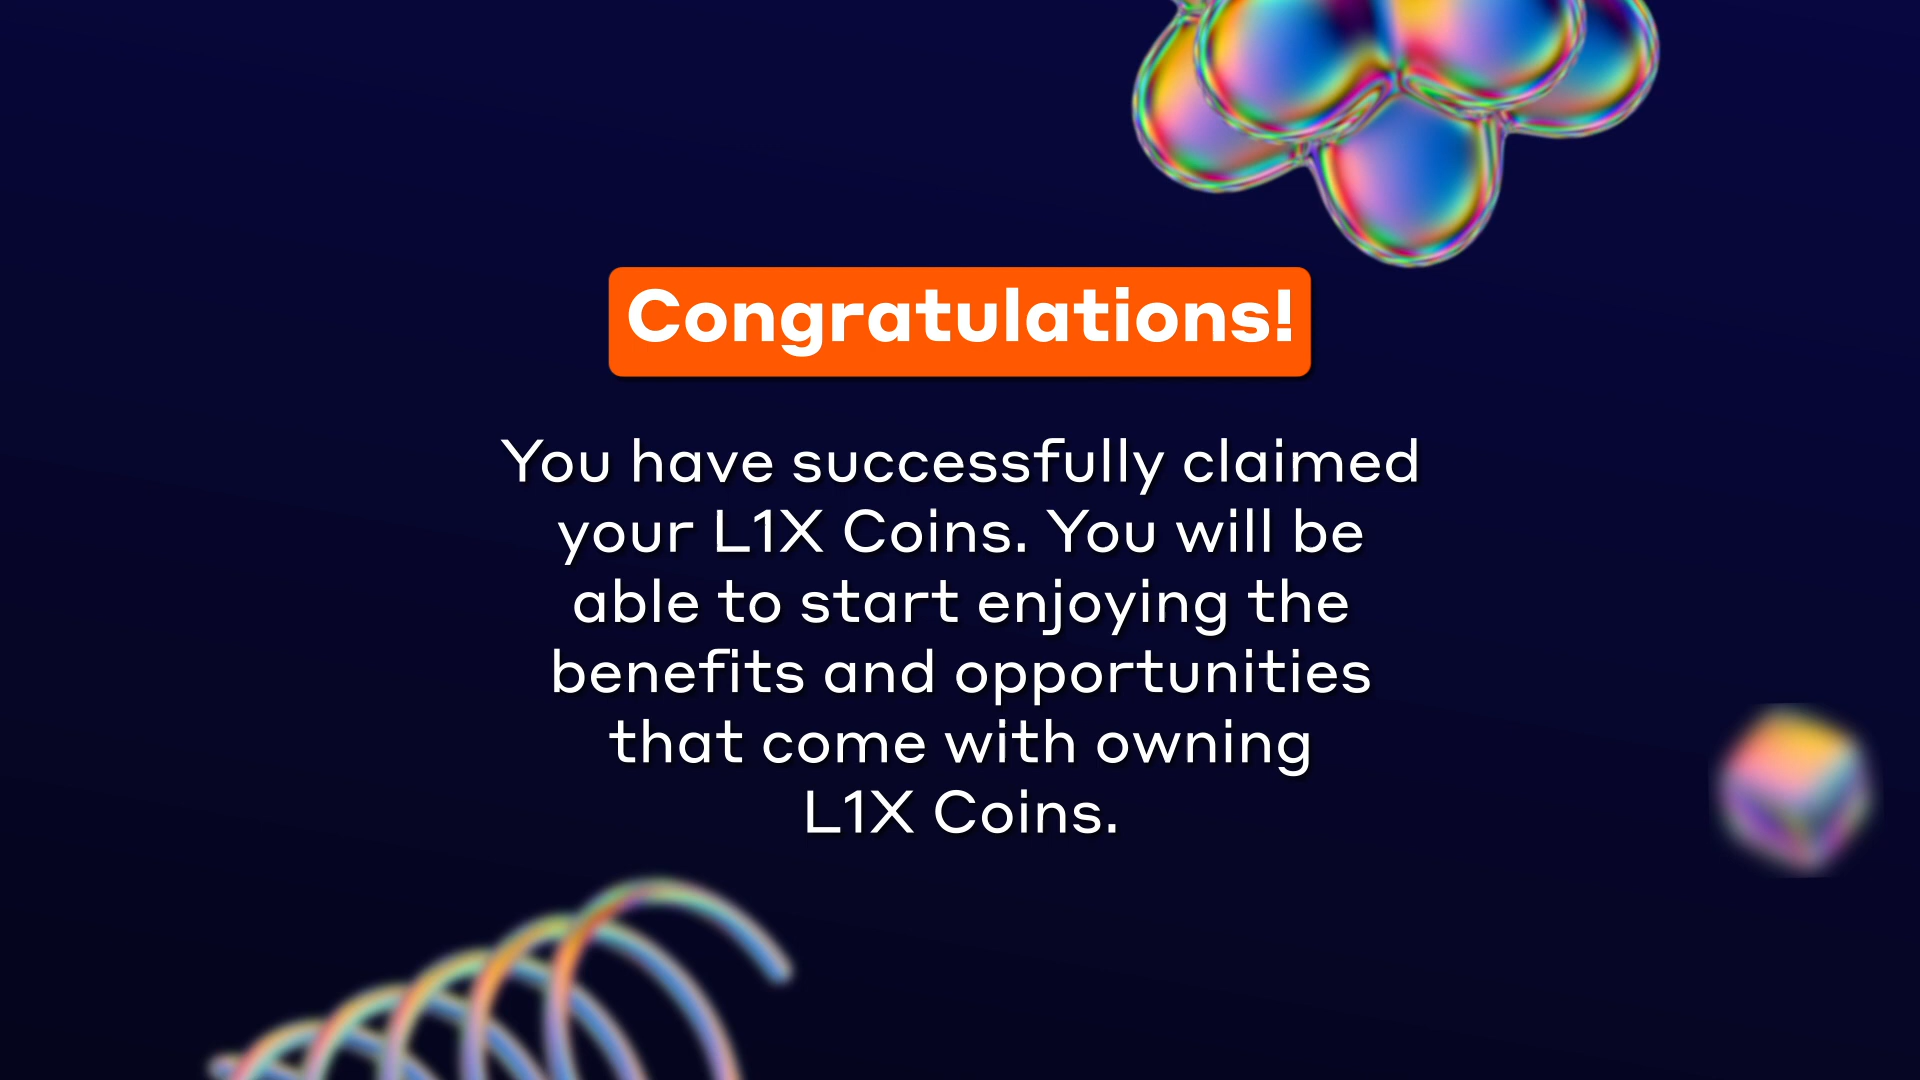 Congratulations!
You have successfully claimed
your L1X Coins. You will be
able to start enjoying the
benefits and opportunities
that come with owning
L1X Coins.